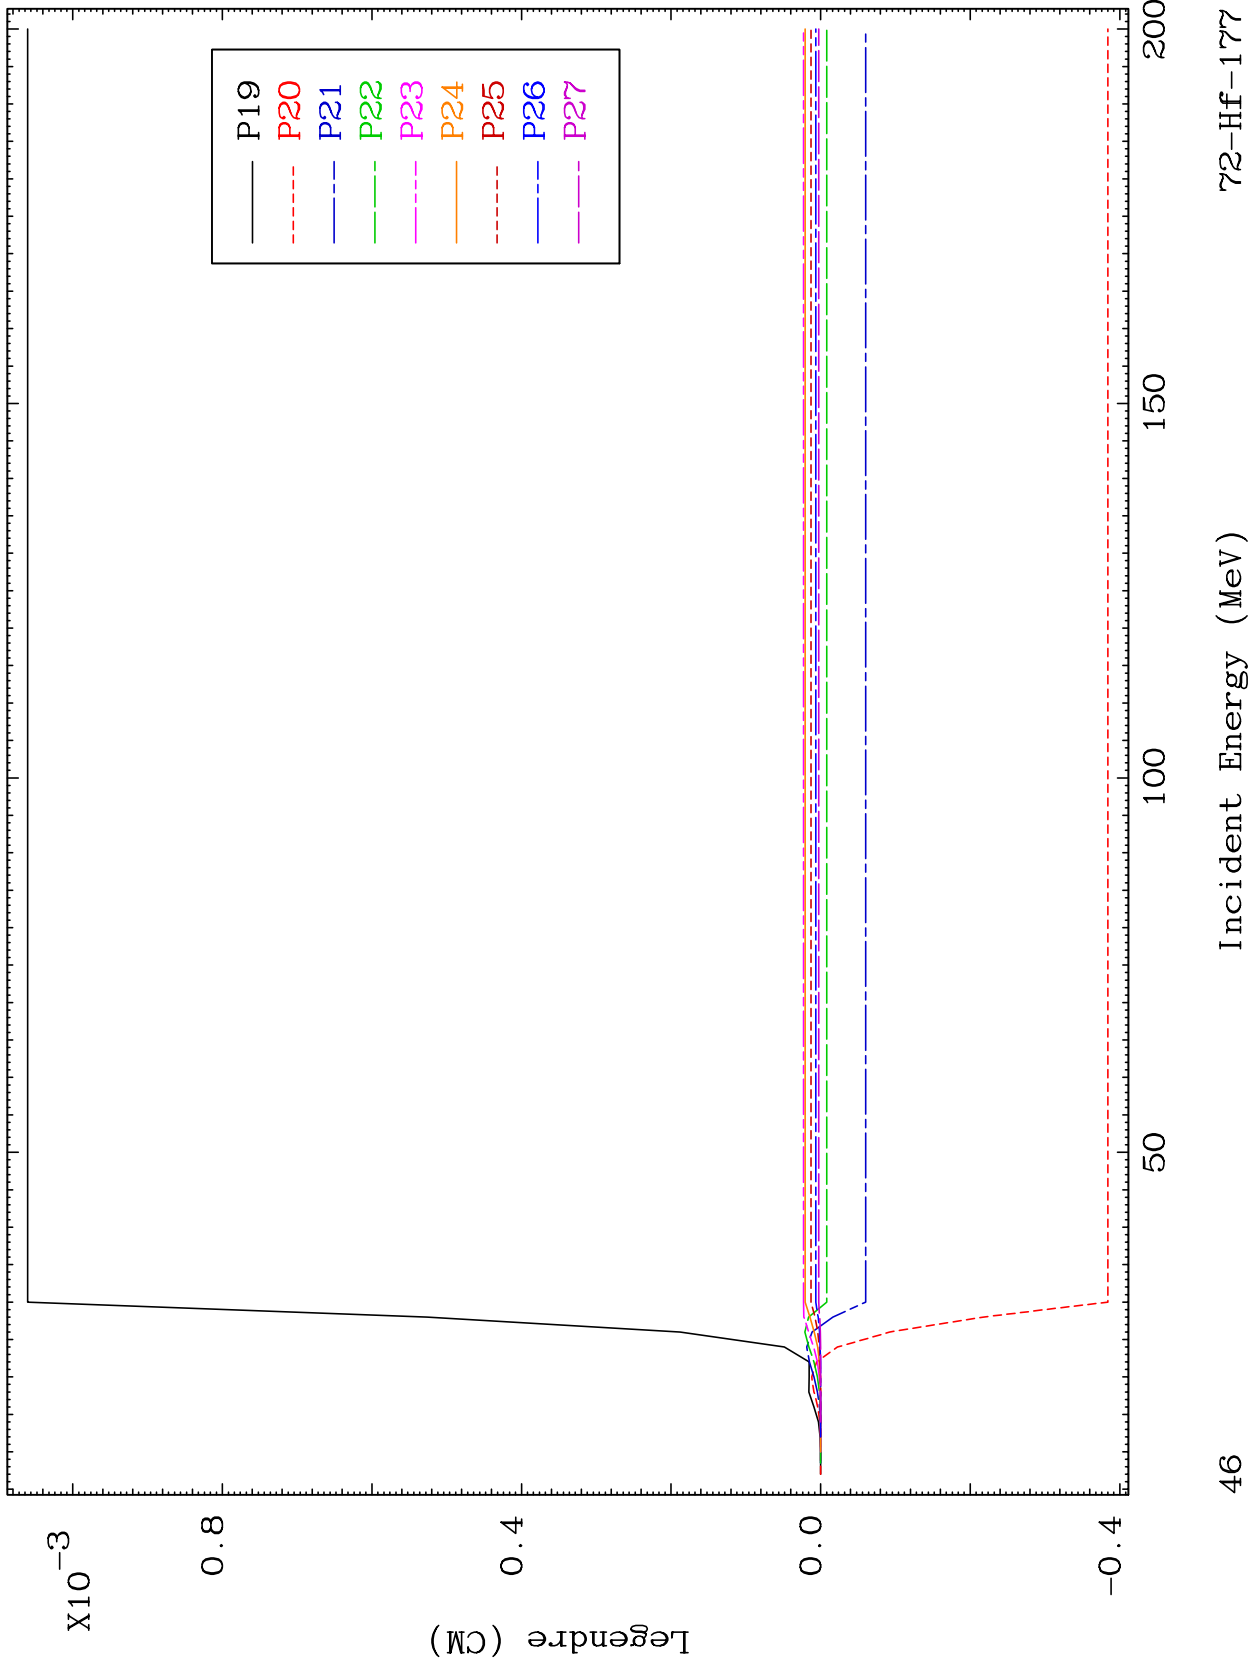 X10⁻³
0.8
0.4
0.0
-0.4
Legendre (CM)
P19
P20
P21
P22
P23
P24
P25
P26
P27
50
100
150
200
46
Incident Energy (MeV)
72-Hf-177